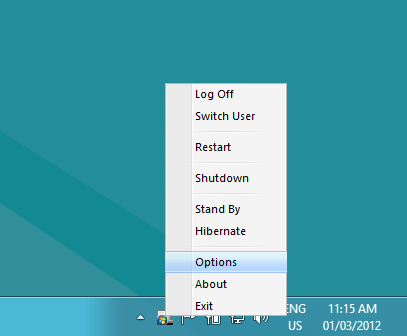 Log Off
Switch User
Restart
Shutdown
Stand By
Hibernate
Options
About
Exit
ENG
US
11:15 AM
01/03/2012